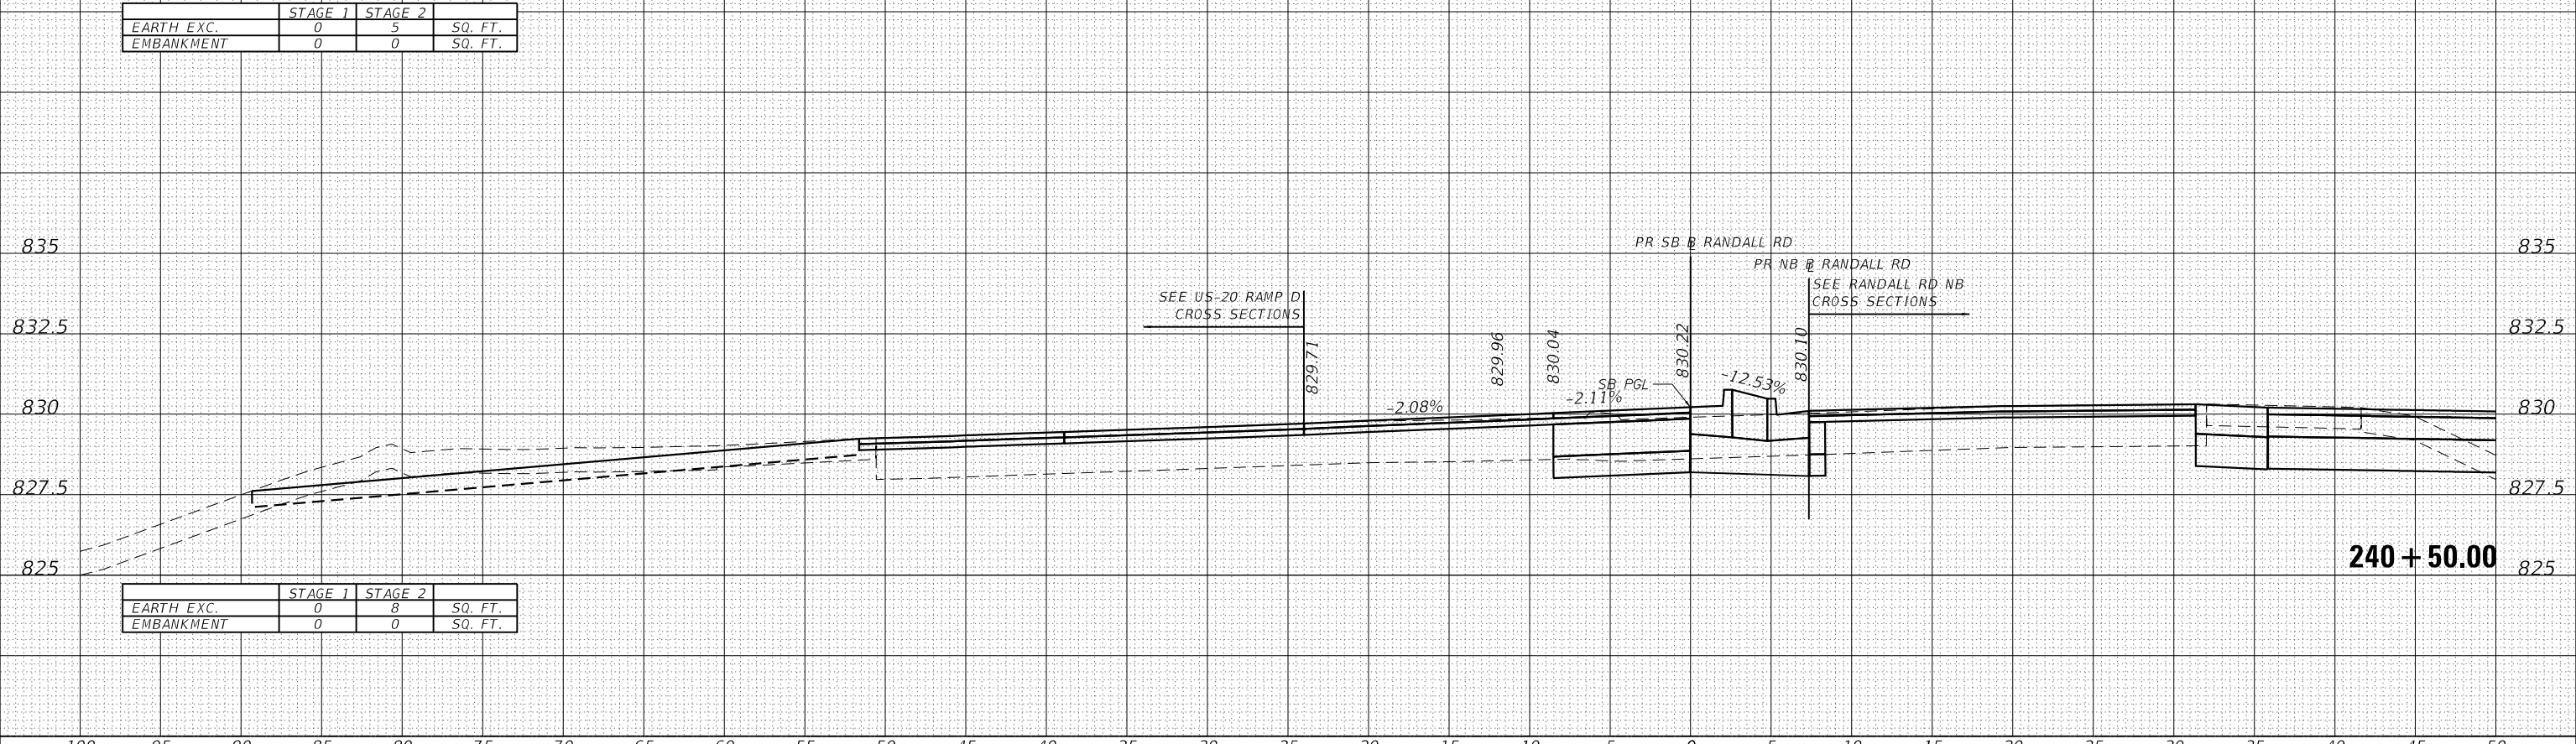 STAGE 1 STAGE 2
EARTH EXC. 0 5 SQ. FT.
EMBANKMENT 0 0 SQ. FT.
835
PR SB ⅊ RANDALL RD
835
PR NB ⅊ RANDALL RD
SEE US-20 RAMP D
CROSS SECTIONS
SEE RANDALL RD NB
CROSS SECTIONS
832.5
832.5
829.71
829.96
830.04
830.22
830.10
SB PGL
-12.53%
-2.08%
-2.11%
830
830
827.5
827.5
240+50.00
825
825
STAGE 1 STAGE 2
EARTH EXC. 0 8 SQ. FT.
EMBANKMENT 0 0 SQ. FT.